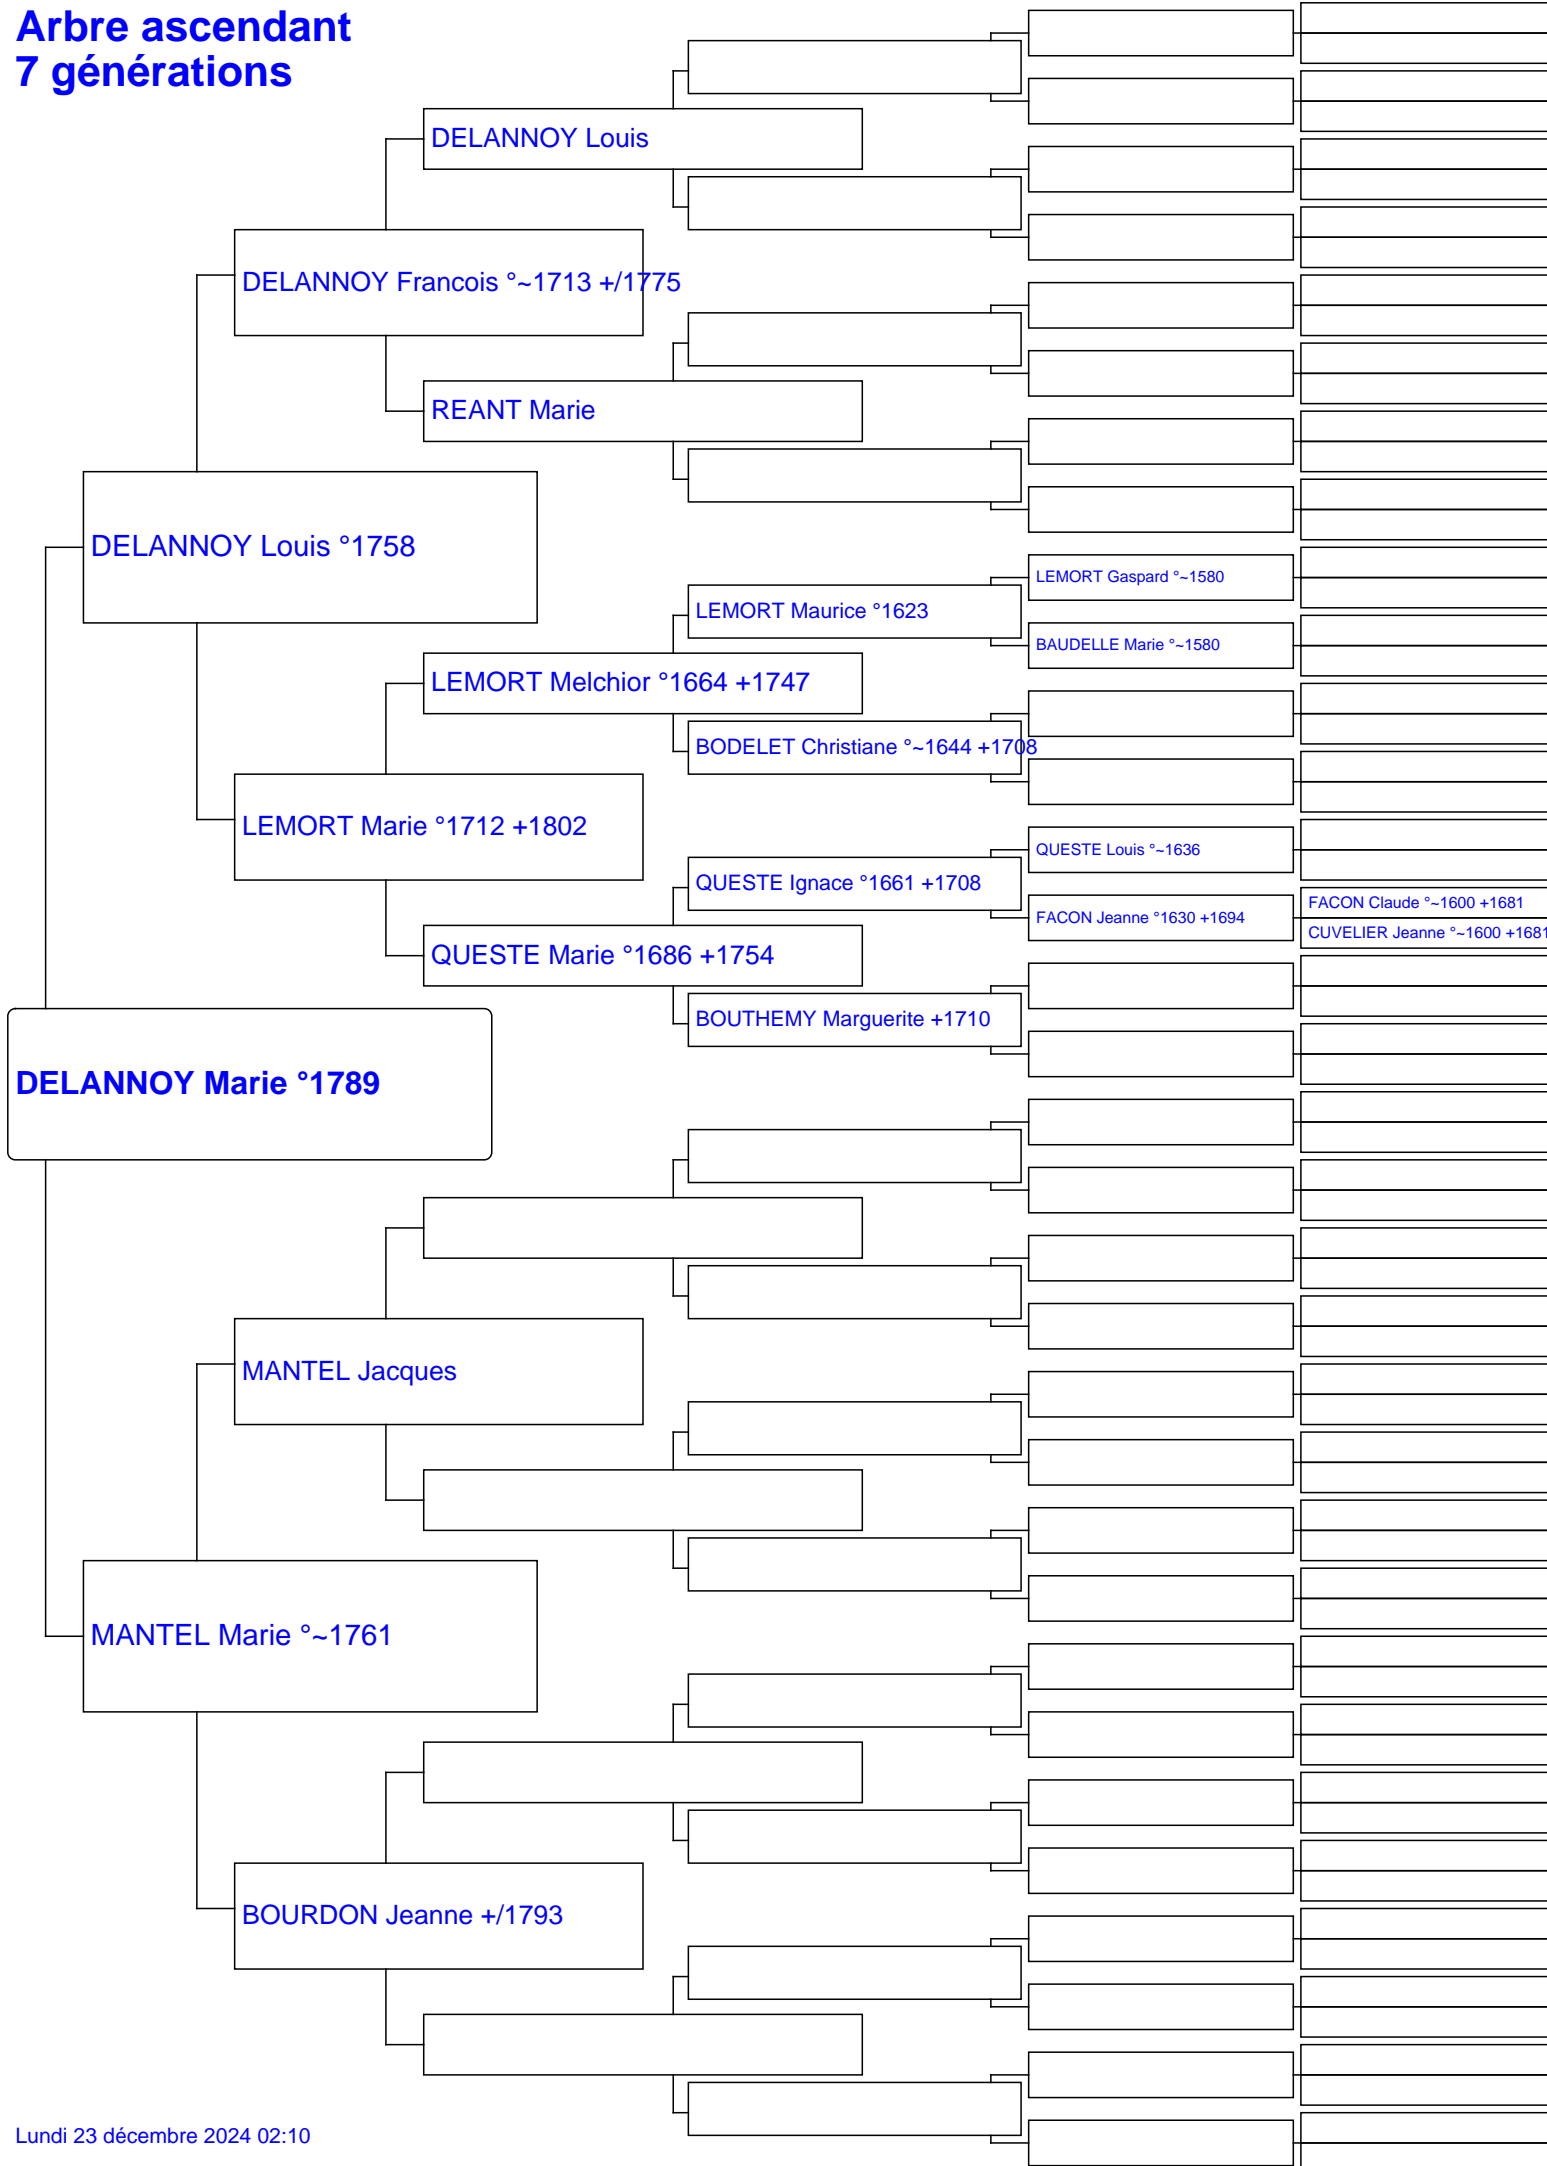 Arbre ascendant
7 générations
DELANNOY Louis
DELANNOY Francois °~1713 +/1775
REANT Marie
DELANNOY Louis °1758
LEMORT Gaspard °~1580
LEMORT Maurice °1623
BAUDELLE Marie °~1580
LEMORT Melchior °1664 +1747
BODELET Christiane °~1644 +1708
LEMORT Marie °1712 +1802
QUESTE Louis °~1636
QUESTE Ignace °1661 +1708
FACON Claude °~1600 +1681
FACON Jeanne °1630 +1694
CUVELIER Jeanne °~1600 +1681
QUESTE Marie °1686 +1754
BOUTHEMY Marguerite +1710
DELANNOY Marie °1789
MANTEL Jacques
MANTEL Marie °~1761
BOURDON Jeanne +/1793
Lundi 23 décembre 2024 02:10